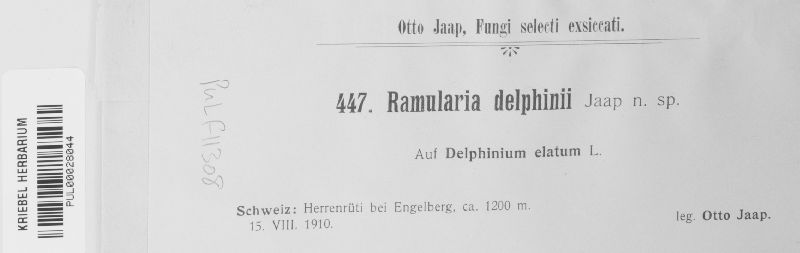 Otto Jaap, Fungi selecti exsiccati.
447. Ramularia delphinii Jaap n. sp.
Auf Delphinium elatum L.
Schweiz: Herrenrüti bei Engelberg, ca. 1200 m.
15. VIII. 1910.
leg. Otto Jaap.
PUL F11308
KRIEBEL HERBARIUM
PUL00028044